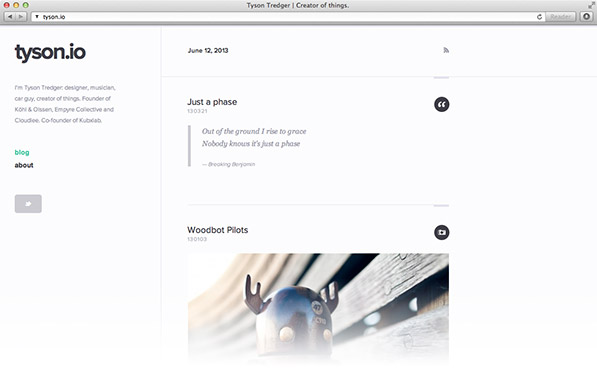 Tyson Tredger | Creator of things.
tyson.io
Reader
tyson.io
June 12, 2013
I'm Tyson Tredger: designer, musician,
car guy, creator of things. Founder of
Köhl & Olssen, Empyre Collective and
Cloudlee. Co-founder of Kubelab.
blog
about
Just a phase
130321
Out of the ground I rise to grace
Nobody knows it's just a phase
— Breaking Benjamin
Woodbot Pilots
130103